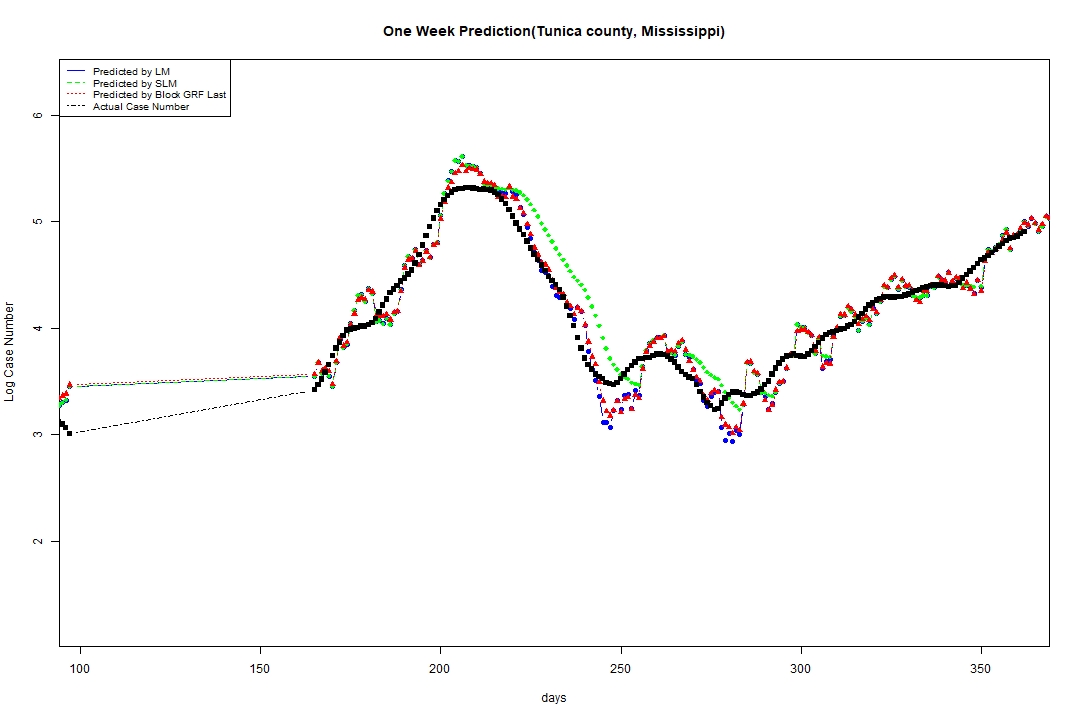 One Week Prediction(Tunica county, Mississippi)
Predicted by LM
Predicted by SLM
Predicted by Block GRF Last
Actual Case Number
6
5
4
3
2
Log Case Number
100 150 200 250 300 350
days